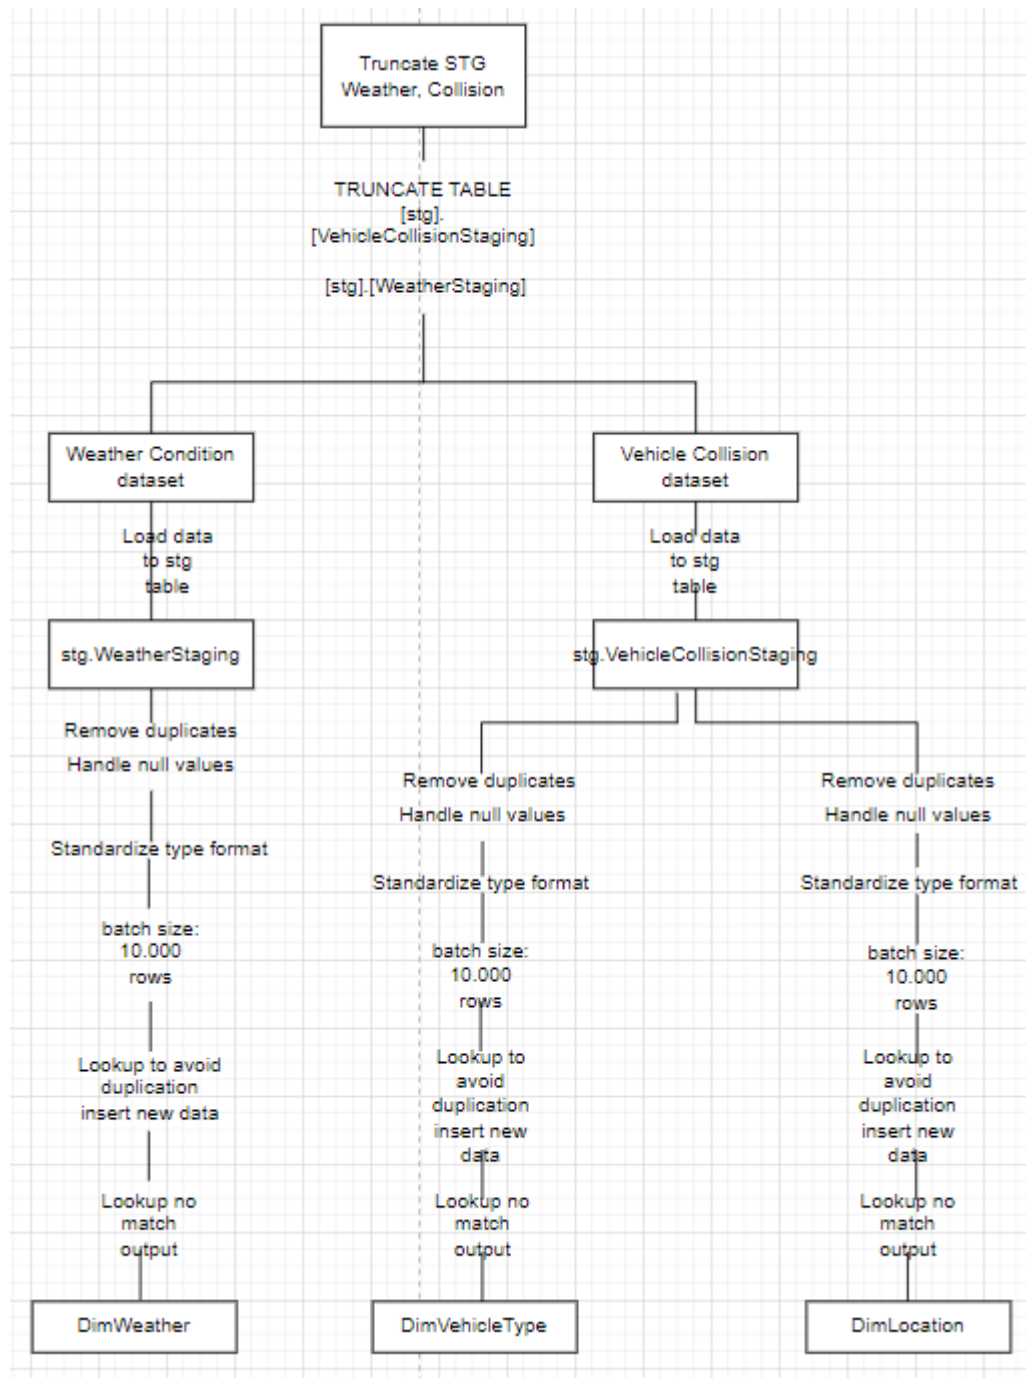 Truncate STG
Weather, Collision
TRUNCATE TABLE
[stg].
[VehicleCollisionStaging]
[stg].[WeatherStaging]
Weather Condition
dataset
Load data
to stg
table
stg.WeatherStaging
Remove duplicates
Handle null values
Standardize type format
batch size:
10.000
rows
Lookup to avoid
duplication
insert new data
Lookup no
match
output
DimWeather
Vehicle Collision
dataset
Load data
to stg
table
stg.VehicleCollisionStaging
Remove duplicates
Handle null values
Standardize type format
batch size:
10.000
rows
Lookup to
avoid
duplication
insert new
data
Lookup no
match
output
DimVehicleType
Remove duplicates
Handle null values
Standardize type format
batch size:
10.000
rows
Lookup to
avoid
duplication
insert new
data
Lookup no
match
output
DimLocation